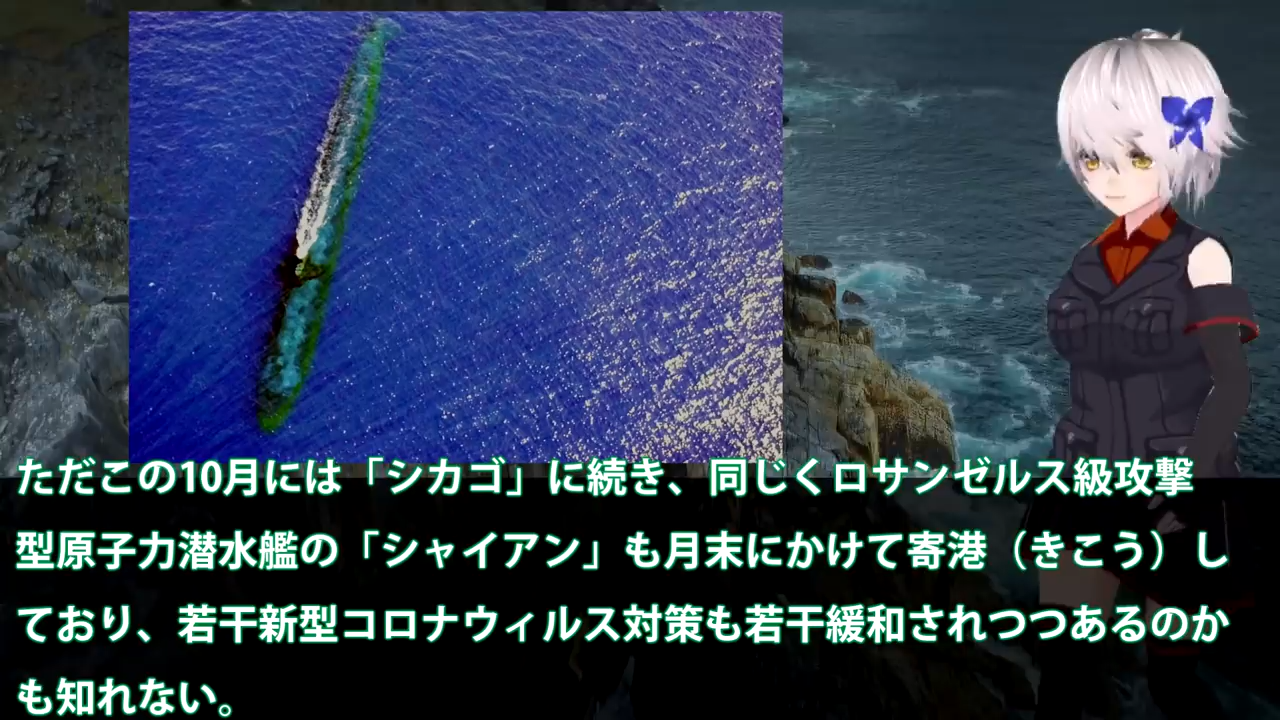 ただこの10月には「シカゴ」に続き、同じくロサンゼルス級攻撃
型原子力潜水艦の「シャイアン」も月末にかけて寄港（きこう）し
ており、若干新型コロナウィルス対策も若干緩和されつつあるのか
も知れない。